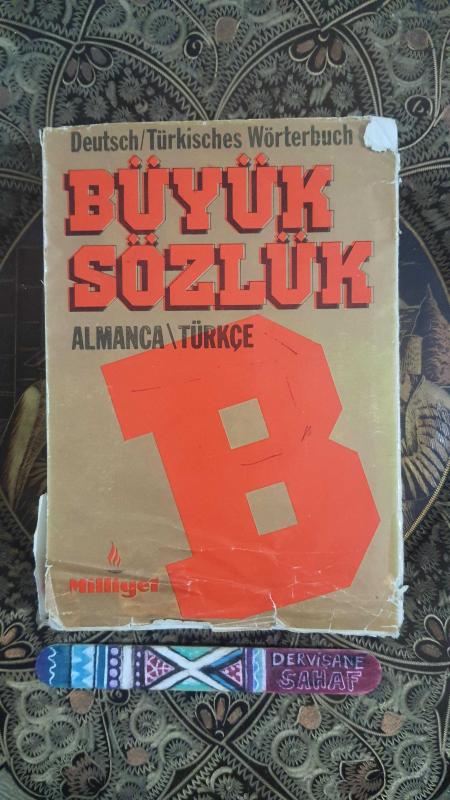 Deutsch/Türkisches Wörterbuch
BÜYÜK
SÖZLÜK
ALMANCA\TÜRKÇE
B
Milliyet
DERVİŞANE
SAHAF